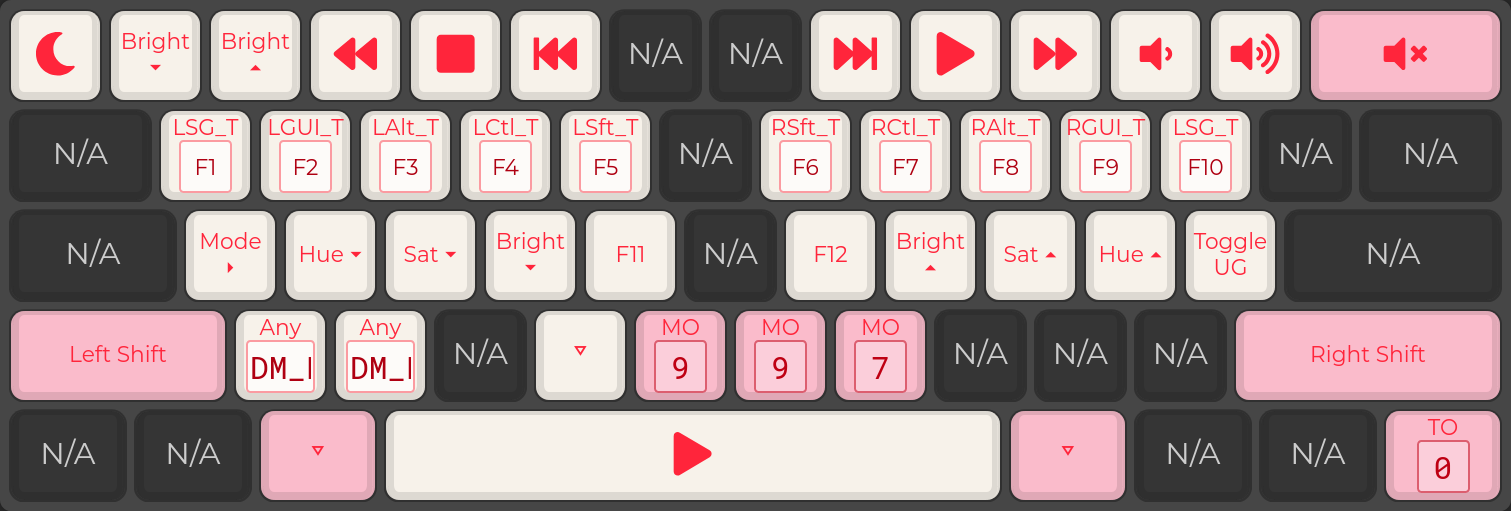 Bright Bright N/A N/A
N/A LSG_T LGUI_T LAlt_T LCtl_T LSft_T N/A RSft_T RCtl_T RAlt_T RGUI_T LSG_T N/A N/A
F1 F2 F3 F4 F5 F6 F7 F8 F9 F10
N/A Mode Hue Sat Bright F11 N/A F12 Bright Sat Hue Toggle N/A
UG
Left Shift Any Any N/A MO MO MO N/A N/A N/A Right Shift
DM_ DM_ 9 9 7
N/A N/A N/A N/A TO
0